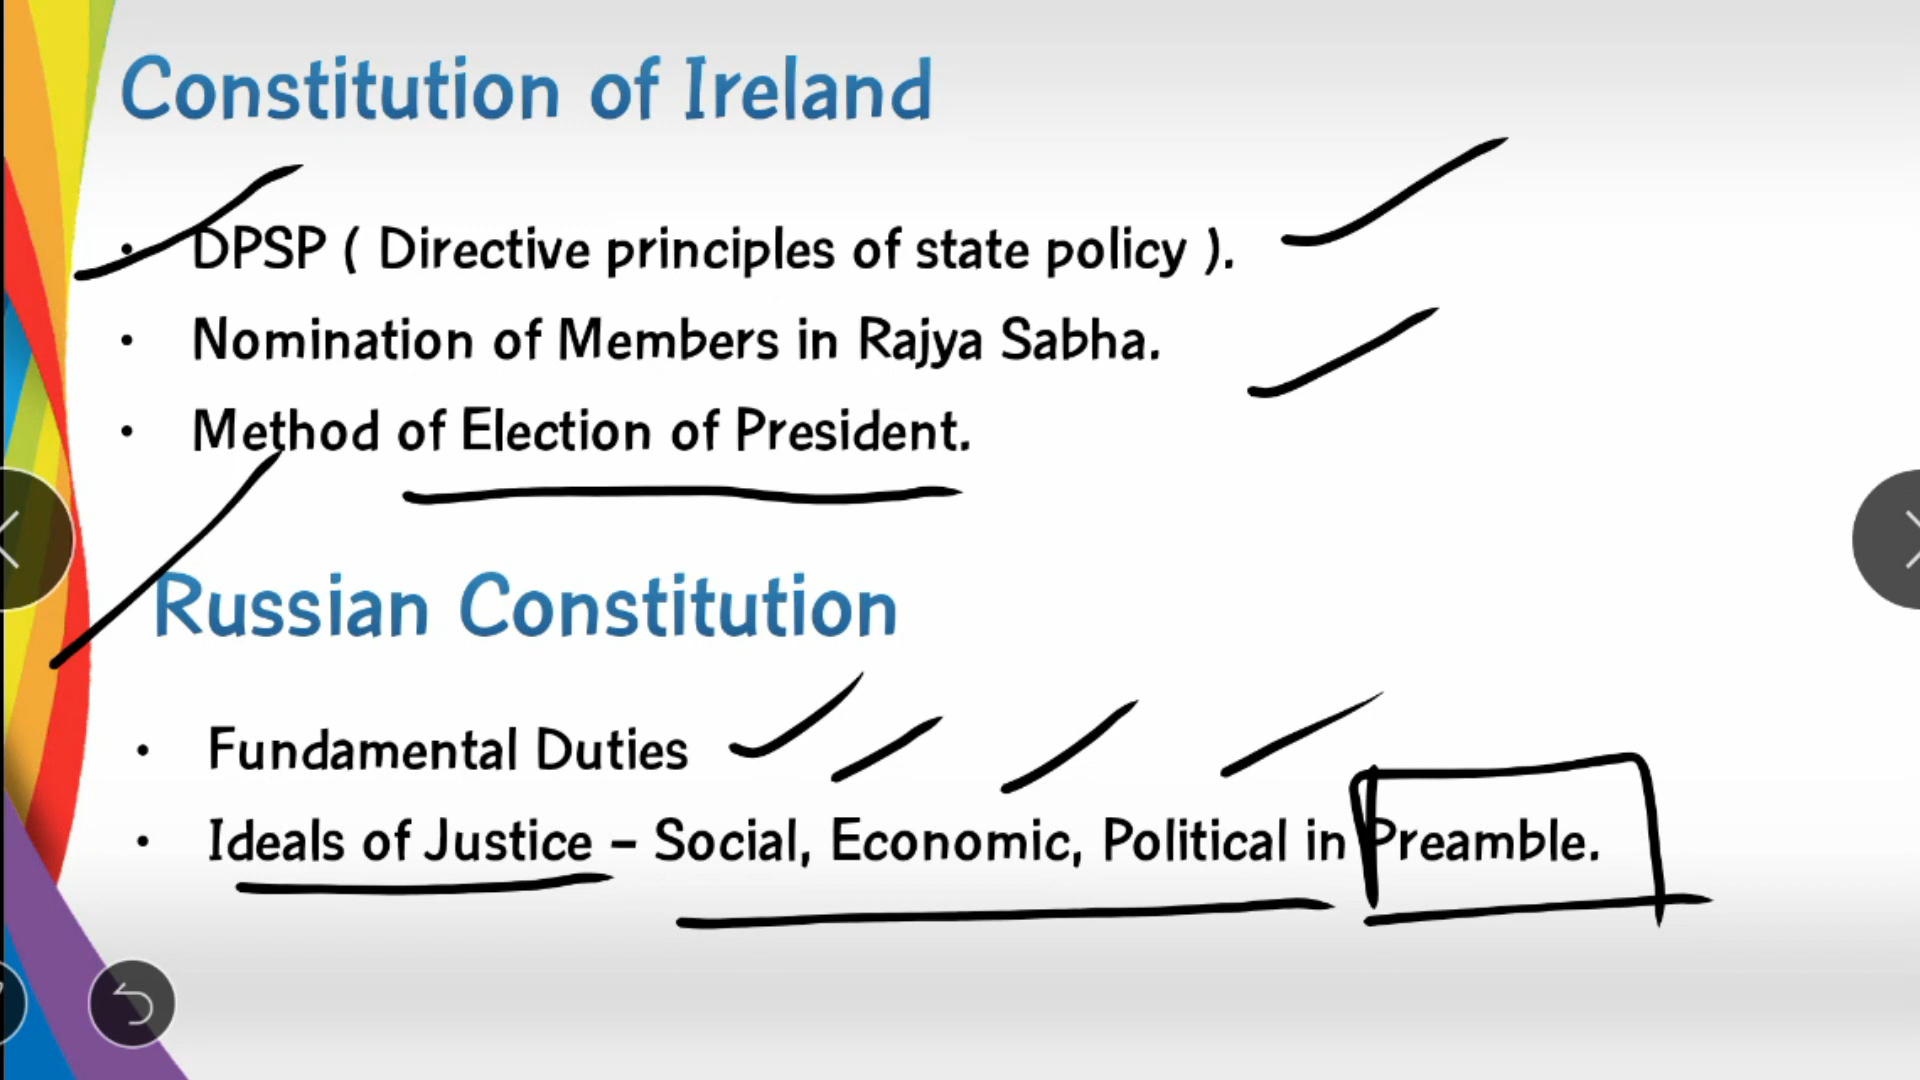 Constitution of Ireland
• DPSP ( Directive principles of state policy ).
• Nomination of Members in Rajya Sabha.
• Method of Election of President.
Russian Constitution
• Fundamental Duties
• Ideals of Justice – Social, Economic, Political in Preamble.